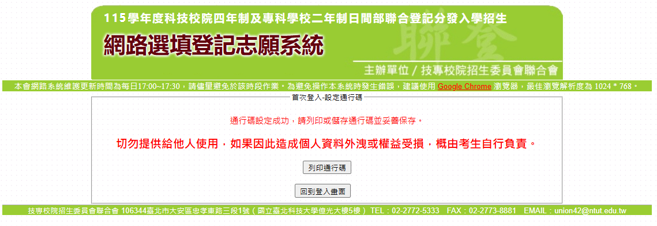 115學年度科技校院四年制及專科學校二年制日間部聯合登記分發入學招生
網路選填登記志願系統
聯登
主辦單位 / 技專校院招生委員會聯合會
本會網路系統維護更新時間為每日17:00~17:30，請儘量避免於該時段作業。為避免操作本系統時發生錯誤，建議使用 Google Chrome 瀏覽器，最佳瀏覽解析度為 1024 * 768。
首次登入-設定通行碼
通行碼設定成功，請列印或儲存通行碼並妥善保存。
切勿提供給他人使用，如果因此造成個人資料外洩或權益受損，概由考生自行負責。
列印通行碼
回到登入畫面
技專校院招生委員會聯合會 106344臺北市大安區忠孝東路三段1號（國立臺北科技大學億光大樓5樓） TEL：02-2772-5333 FAX：02-2773-8881 EMAIL：union42@ntut.edu.tw